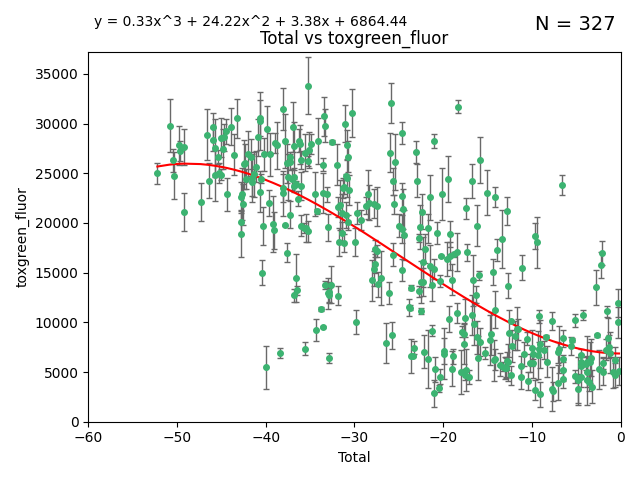 y = 0.33x^3 + 24.22x^2 + 3.38x + 6864.44
N = 327
Total vs toxgreen_fluor
35000
30000
25000
20000
15000
10000
5000
0
toxgreen_fluor
−60 −50 −40 −30 −20 −10 0
Total